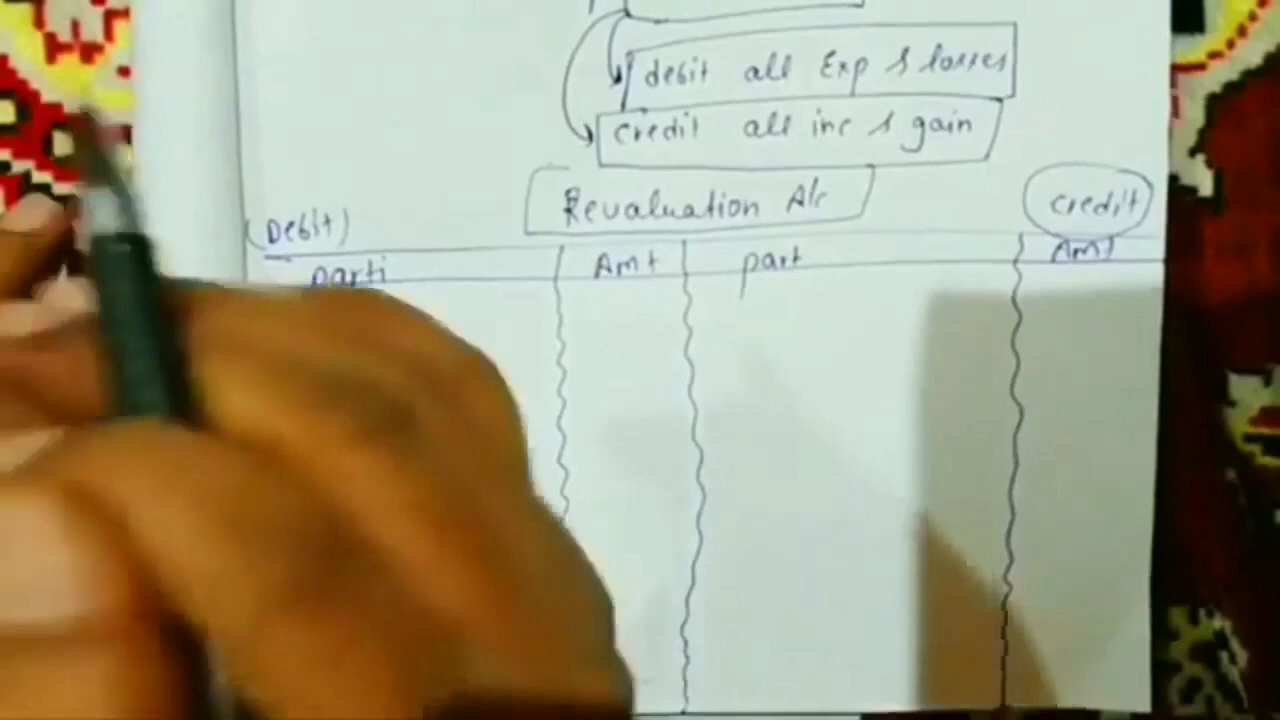 debit all Exp & losses
credit all inc & gain
Revaluation A/c
Debit) credit
parti Amt part Amt